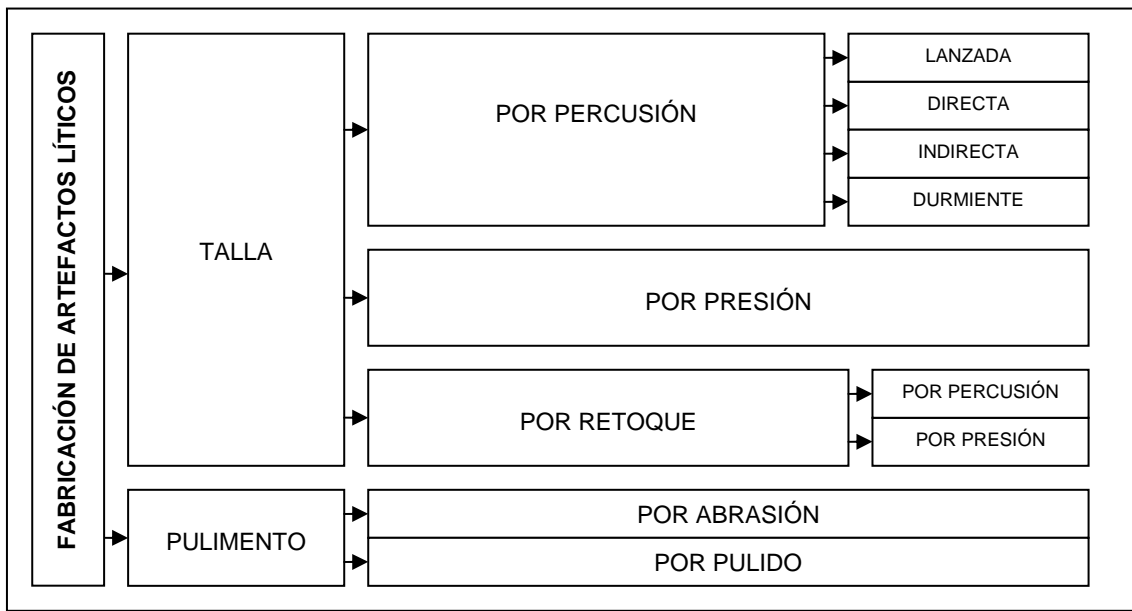 FABRICACIÓN DE ARTEFACTOS LÍTICOS
TALLA
POR PERCUSIÓN
LANZADA
DIRECTA
INDIRECTA
DURMIENTE
POR PRESIÓN
POR RETOQUE
POR PERCUSIÓN
POR PRESIÓN
PULIMENTO
POR ABRASIÓN
POR PULIDO